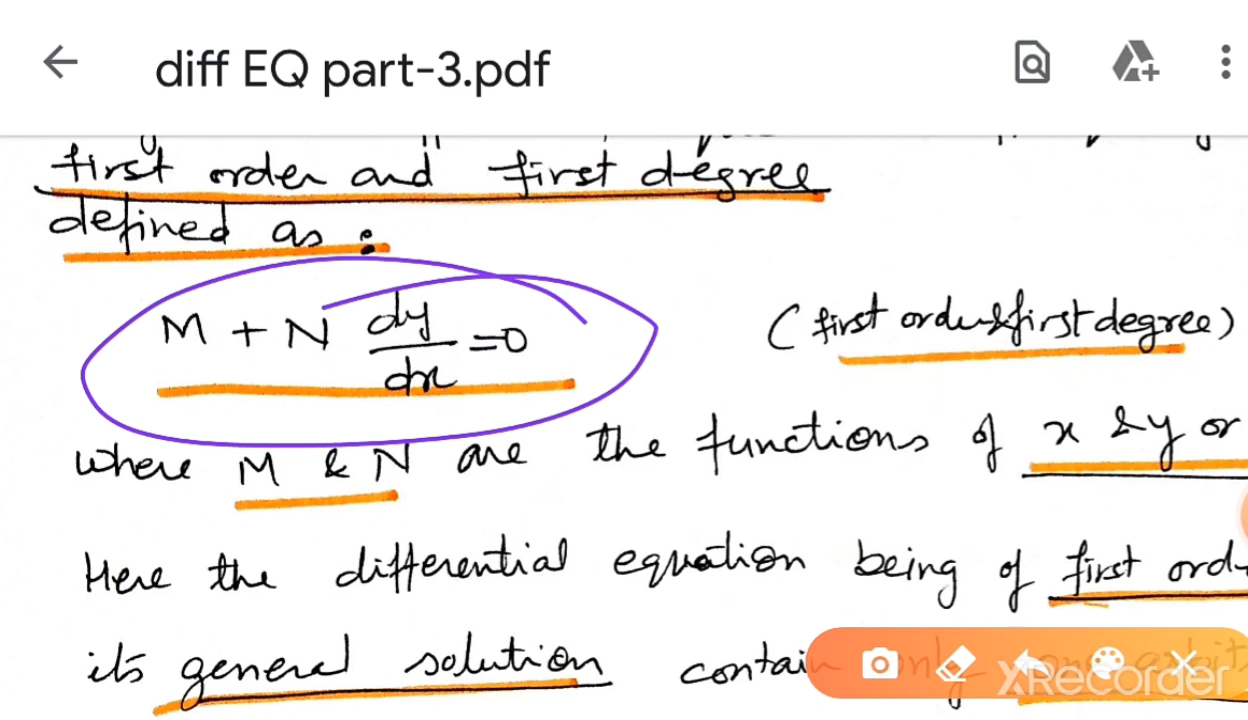 diff EQ part-3.pdf
first order and first degree
defined as :
M + N dy/dx =0 (first order&first degree)
where M & N are the functions of x & y or
Here the differential equation being of first ord
its general solution contai
XRecorder